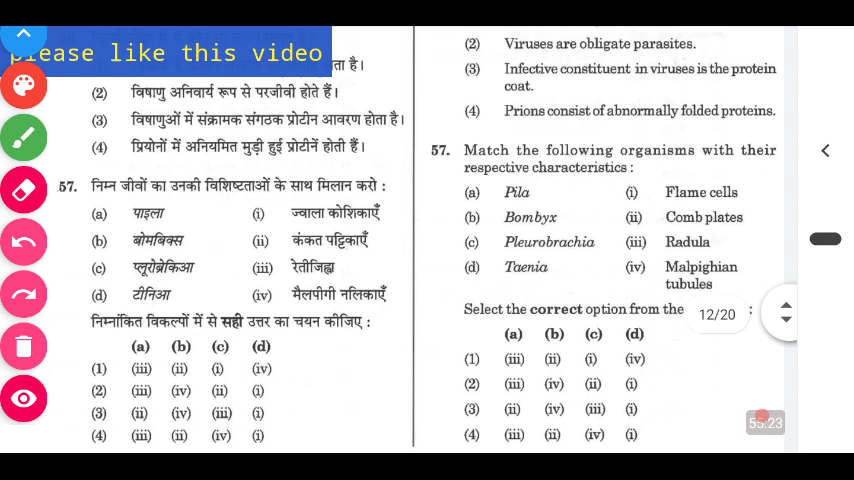 please like this video
ता है।
(2) विषाणु अनिवार्य रूप से परजीवी होते हैं।
(3) विषाणुओं में संक्रामक संगठक प्रोटीन आवरण होता है।
(4) प्रियोनों में अनियमित मुड़ी हुई प्रोटीनें होती हैं।
57. निम्न जीवों का उनकी विशिष्टताओं के साथ मिलान करो :
(a) पाइला (i) ज्वाला कोशिकाएँ
(b) बोमबिक्स (ii) कंकत पट्टिकाएँ
(c) प्लूरोब्रेकिआ (iii) रेतीजिह्वा
(d) टीनिआ (iv) मैलपीगी नलिकाएँ
निम्नांकित विकल्पों में से सही उत्तर का चयन कीजिए :
(a) (b) (c) (d)
(1) (iii) (ii) (i) (iv)
(2) (iii) (iv) (ii) (i)
(3) (ii) (iv) (iii) (i)
(4) (iii) (ii) (iv) (i)
(2) Viruses are obligate parasites.
(3) Infective constituent in viruses is the protein
coat.
(4) Prions consist of abnormally folded proteins.
57. Match the following organisms with their
respective characteristics :
(a) Pila (i) Flame cells
(b) Bombyx (ii) Comb plates
(c) Pleurobrachia (iii) Radula
(d) Taenia (iv) Malpighian
tubules
Select the correct option from the :
(a) (b) (c) (d)
(1) (iii) (ii) (i) (iv)
(2) (iii) (iv) (ii) (i)
(3) (ii) (iv) (iii) (i)
(4) (iii) (ii) (iv) (i)
12/20
55:23